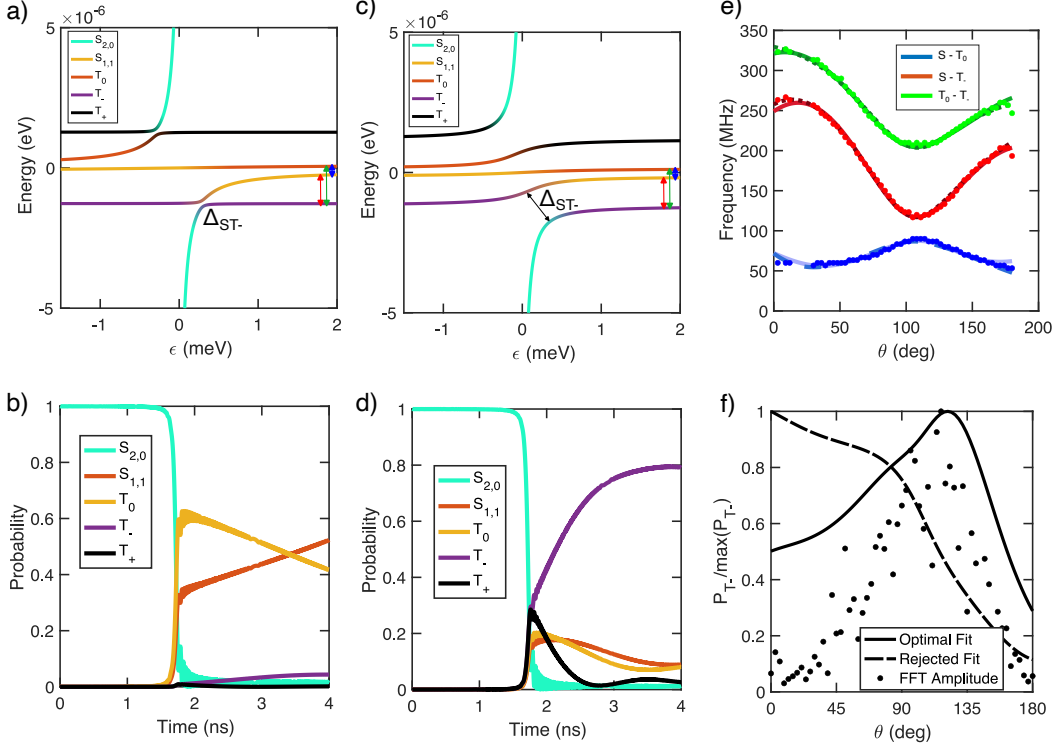 a)
×10⁻⁶
5
0
-5
Energy (eV)
-1
0
1
2
ϵ (meV)
S2,0
S1,1
T0
T-
T+
ΔST-
c)
×10⁻⁶
5
0
-5
Energy (eV)
-1
0
1
2
ϵ (meV)
S2,0
S1,1
T0
T-
T+
ΔST-
e)
350
300
250
200
150
100
50
0
Frequency (MHz)
0
50
100
150
200
θ (deg)
S - T0
S - T-
T0 - T-
b)
1
0.8
0.6
0.4
0.2
0
Probability
0
1
2
3
4
Time (ns)
S2,0
S1,1
T0
T-
T+
d)
1
0.8
0.6
0.4
0.2
0
Probability
0
1
2
3
4
Time (ns)
S2,0
S1,1
T0
T-
T+
f)
1
0.8
0.6
0.4
0.2
0
PT-/max(PT-)
0
45
90
135
180
θ (deg)
Optimal Fit
Rejected Fit
FFT Amplitude